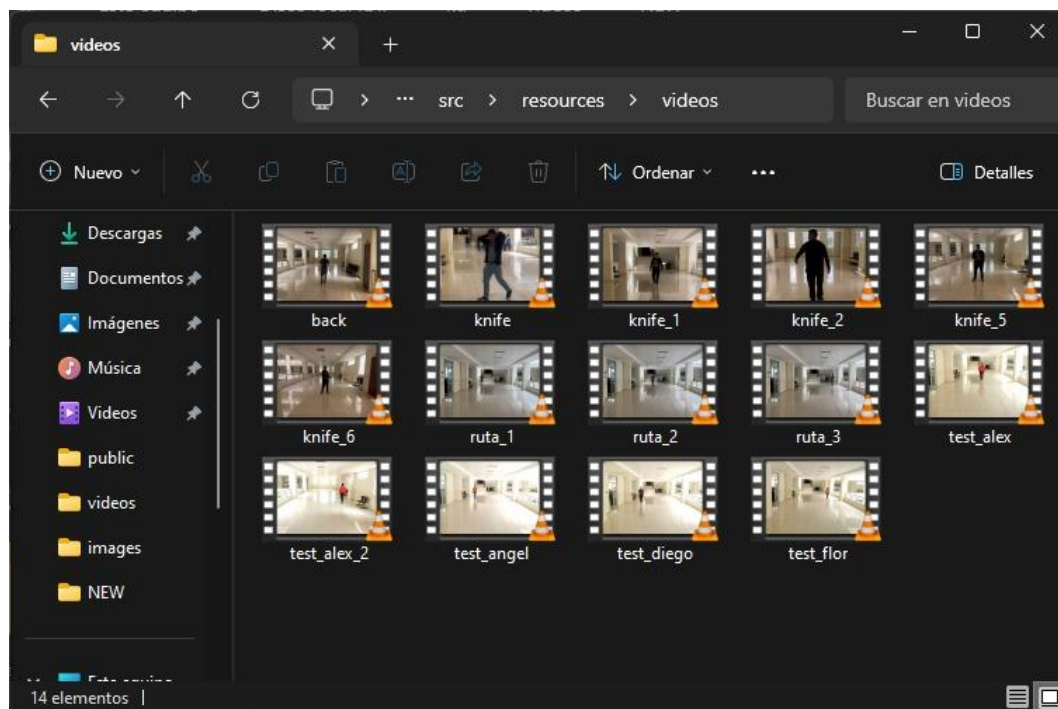 videos
src > resources > videos
Buscar en videos
Nuevo
Ordenar
Detalles
Descargas
Documentos
Imágenes
Música
Videos
public
videos
images
NEW
back
knife
knife_1
knife_2
knife_5
knife_6
ruta_1
ruta_2
ruta_3
test_alex
test_alex_2
test_angel
test_diego
test_flor
14 elementos